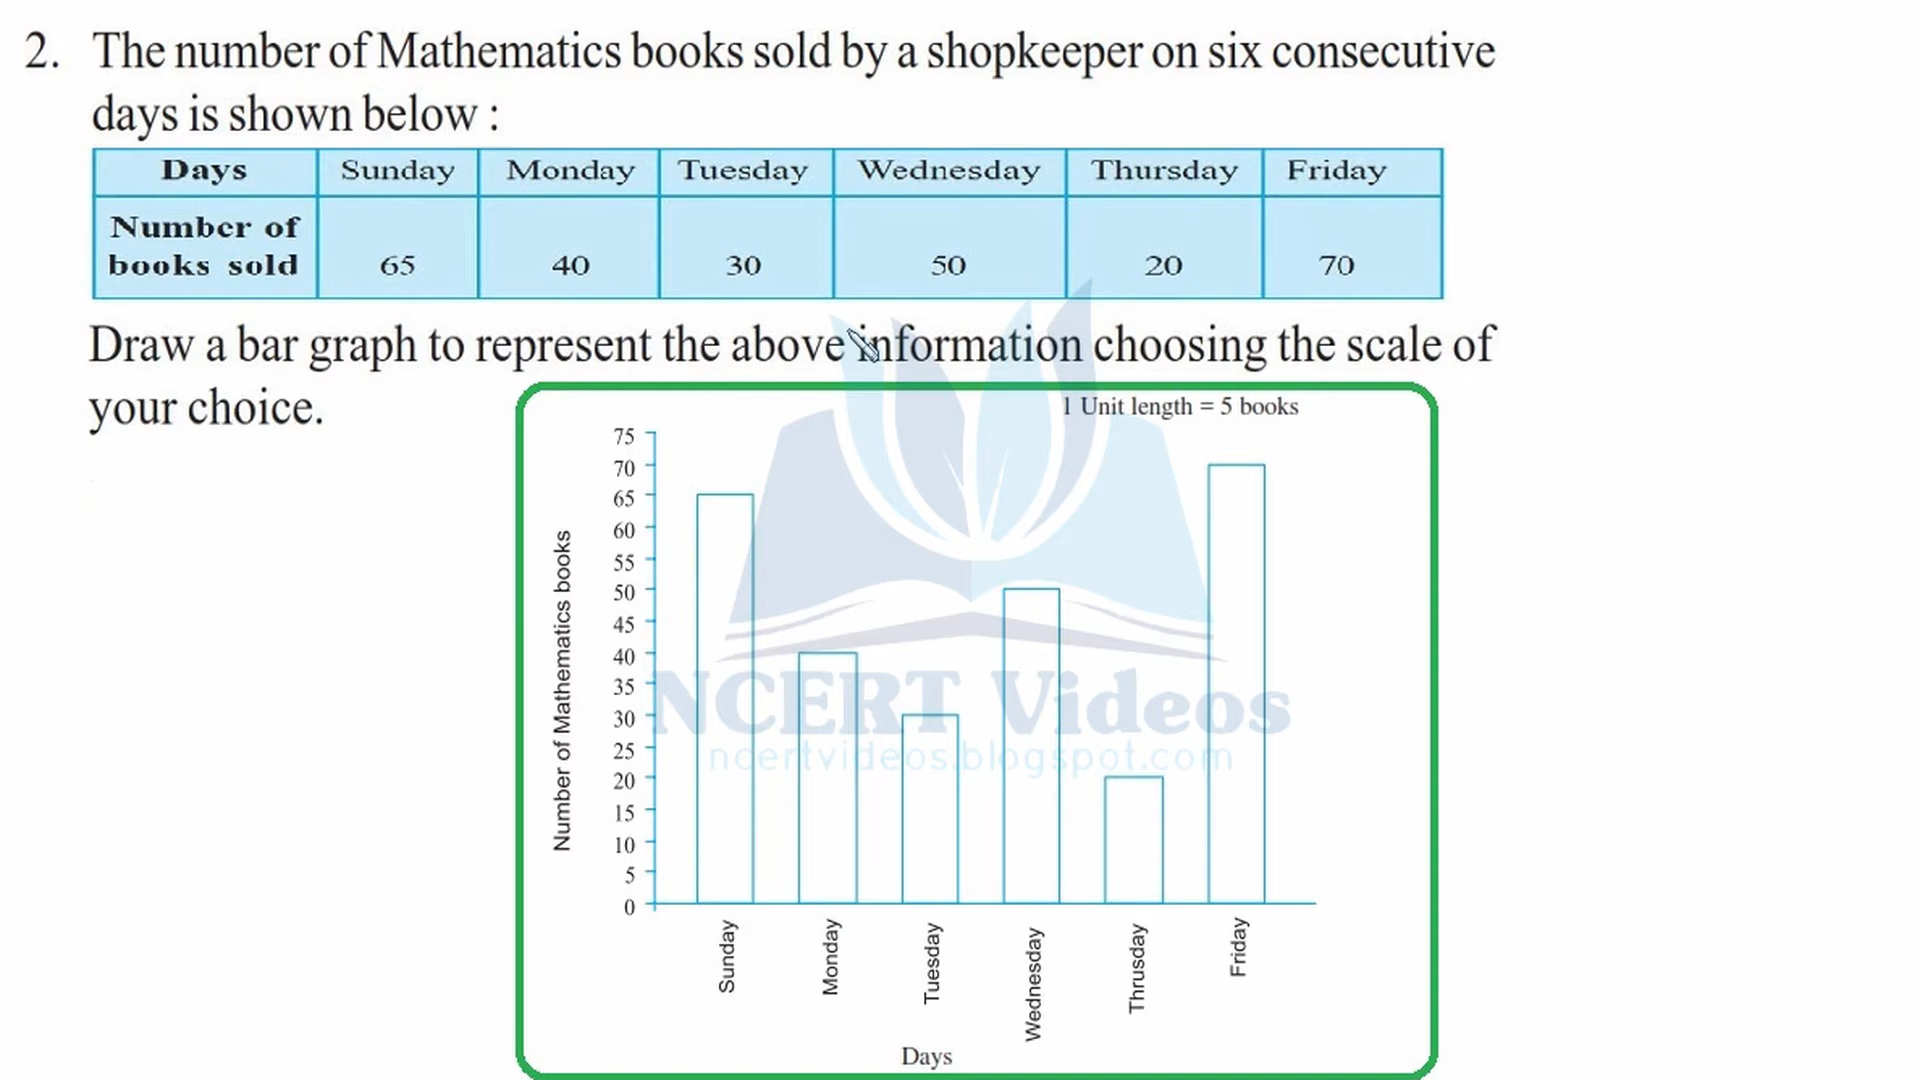 2. The number of Mathematics books sold by a shopkeeper on six consecutive
days is shown below :
Days Sunday Monday Tuesday Wednesday Thursday Friday
Number of
books sold 65 40 30 50 20 70
Draw a bar graph to represent the above information choosing the scale of
your choice.
1 Unit length = 5 books
75
70
65
60
55
50
45
40
35
30
25
20
15
10
5
0
Number of Mathematics books
NCERT Videos
ncertvideos.blogspot.com
Sunday Monday Tuesday Wednesday Thrusday Friday
Days